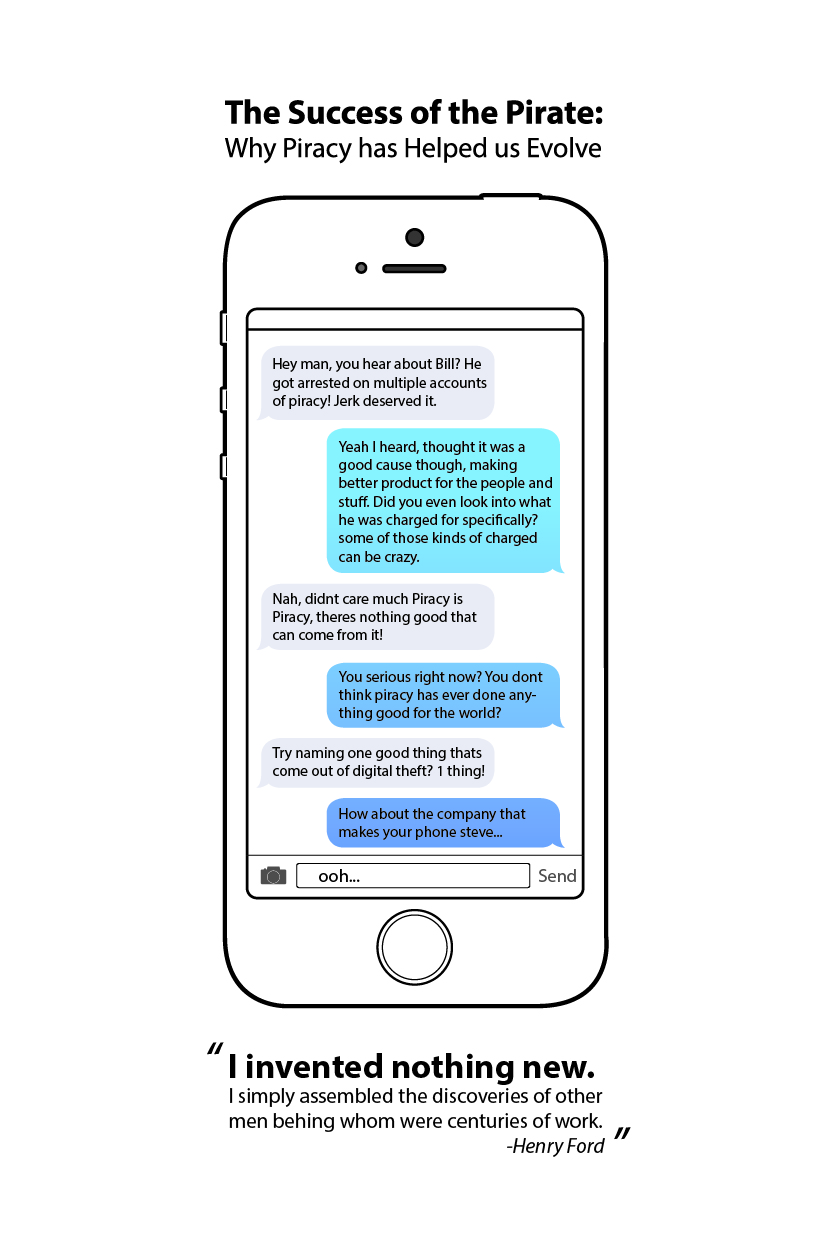 The Success of the Pirate:
Why Piracy has Helped us Evolve
Hey man, you hear about Bill? He
got arrested on multiple accounts
of piracy! Jerk deserved it.
Yeah I heard, thought it was a
good cause though, making
better product for the people and
stuff. Did you even look into what
he was charged for specifically?
some of those kinds of charged
can be crazy.
Nah, didnt care much Piracy is
Piracy, theres nothing good that
can come from it!
You serious right now? You dont
think piracy has ever done any-
thing good for the world?
Try naming one good thing thats
come out of digital theft? 1 thing!
How about the company that
makes your phone steve...
ooh... Send
“ I invented nothing new.
I simply assembled the discoveries of other
men behing whom were centuries of work.
-Henry Ford ”